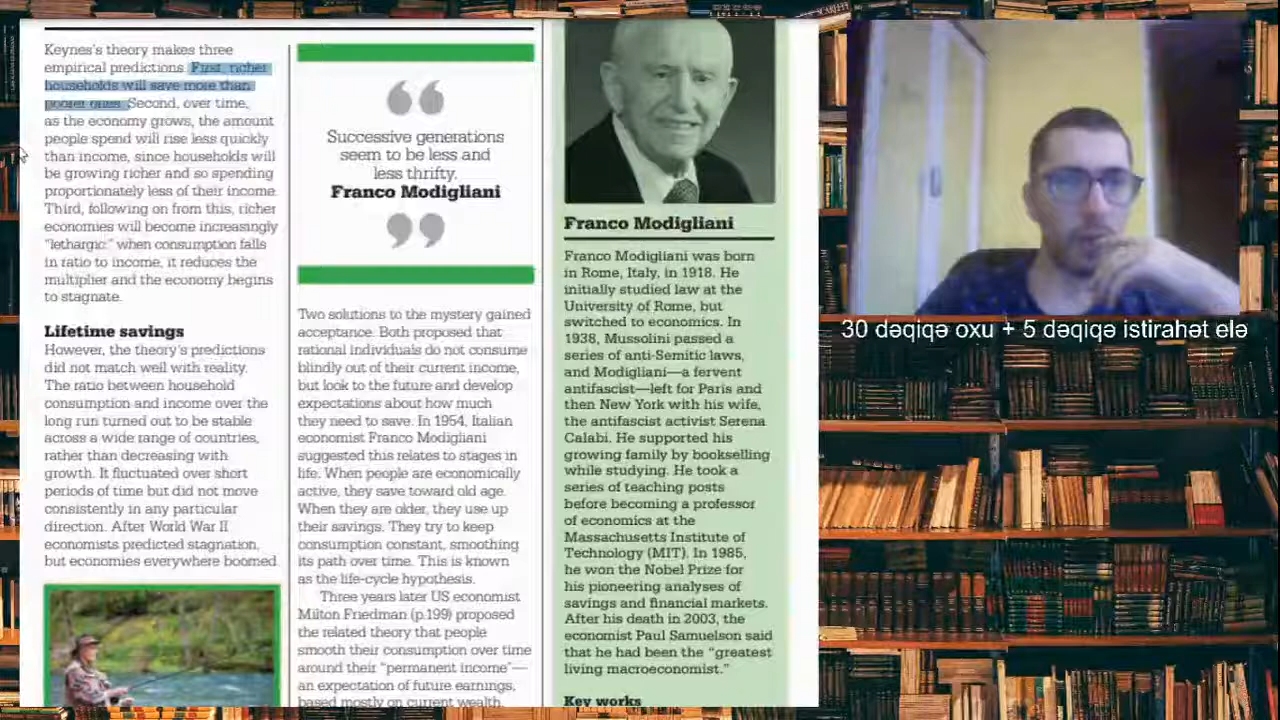 Keynes's theory makes three
empirical predictions. First, richer
households will save more than
poorer ones. Second, over time,
as the economy grows, the amount
people spend will rise less quickly
than income, since households will
be growing richer and so spending
proportionately less of their income.
Third, following on from this, richer
economies will become increasingly
"lethargic:" when consumption falls
in ratio to income, it reduces the
multiplier and the economy begins
to stagnate.
Lifetime savings
However, the theory's predictions
did not match well with reality.
The ratio between household
consumption and income over the
long run turned out to be stable
across a wide range of countries,
rather than decreasing with
growth. It fluctuated over short
periods of time but did not move
consistently in any particular
direction. After World War II
economists predicted stagnation,
but economies everywhere boomed.
Successive generations
seem to be less and
less thrifty.
Franco Modigliani
Two solutions to the mystery gained
acceptance. Both proposed that
rational individuals do not consume
blindly out of their current income,
but look to the future and develop
expectations about how much
they need to save. In 1954, Italian
economist Franco Modigliani
suggested this relates to stages in
life. When people are economically
active, they save toward old age.
When they are older, they use up
their savings. They try to keep
consumption constant, smoothing
its path over time. This is known
as the life-cycle hypothesis.
Three years later US economist
Milton Friedman (p.199) proposed
the related theory that people
smooth their consumption over time
around their "permanent income"—
an expectation of future earnings,
based mostly on current wealth.
Franco Modigliani
Franco Modigliani was born
in Rome, Italy, in 1918. He
initially studied law at the
University of Rome, but
switched to economics. In
1938, Mussolini passed a
series of anti-Semitic laws,
and Modigliani—a fervent
antifascist—left for Paris and
then New York with his wife,
the antifascist activist Serena
Calabi. He supported his
growing family by bookselling
while studying. He took a
series of teaching posts
before becoming a professor
of economics at the
Massachusetts Institute of
Technology (MIT). In 1985,
he won the Nobel Prize for
his pioneering analyses of
savings and financial markets.
After his death in 2003, the
economist Paul Samuelson said
that he had been the "greatest
living macroeconomist."
Key works
30 dəqiqə oxu + 5 dəqiqə istirahət elə